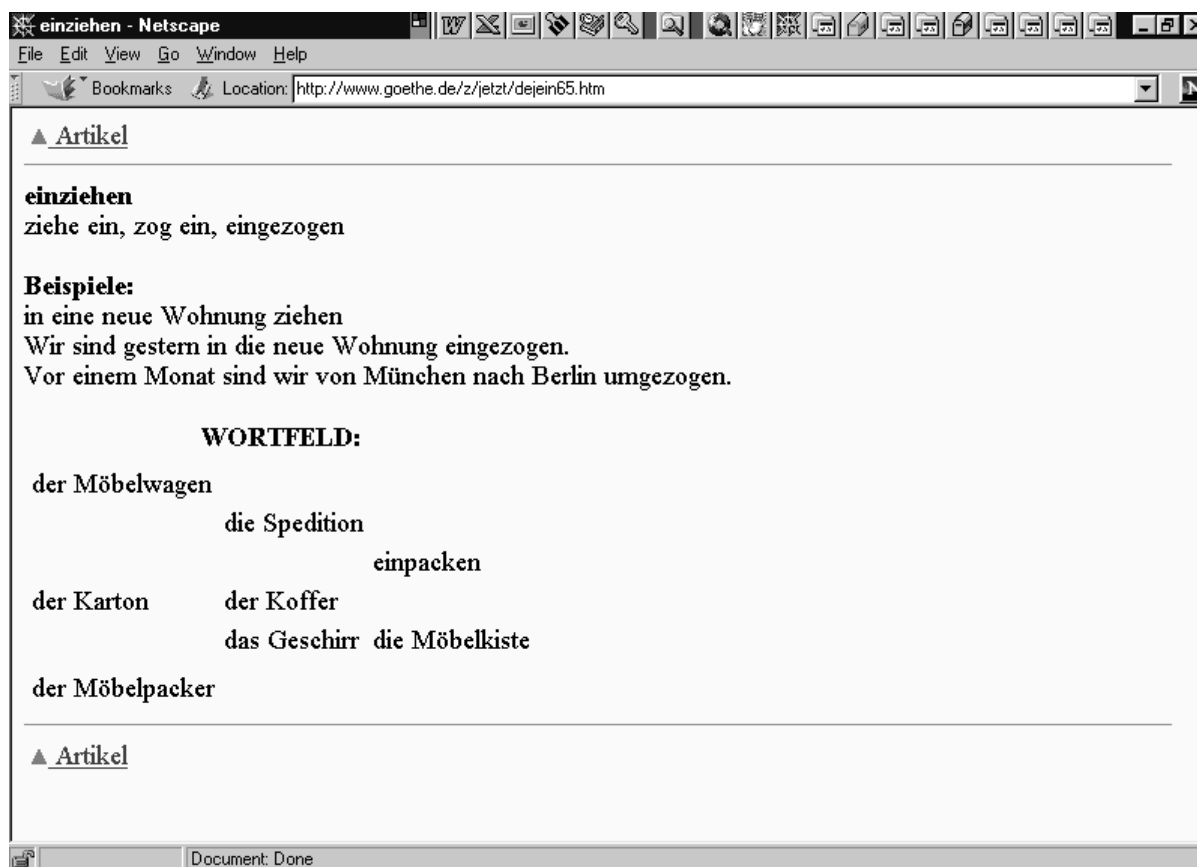 einziehen - Netscape
File Edit View Go Window Help
Bookmarks Location: http://www.goethe.de/z/jetzt/dejein65.htm
Artikel
einziehen
ziehe ein, zog ein, eingezogen
Beispiele:
in eine neue Wohnung ziehen
Wir sind gestern in die neue Wohnung eingezogen.
Vor einem Monat sind wir von München nach Berlin umgezogen.
WORTFELD:
der Möbelwagen
die Spedition
einpacken
der Karton der Koffer
das Geschirr die Möbelkiste
der Möbelpacker
Artikel
Document: Done